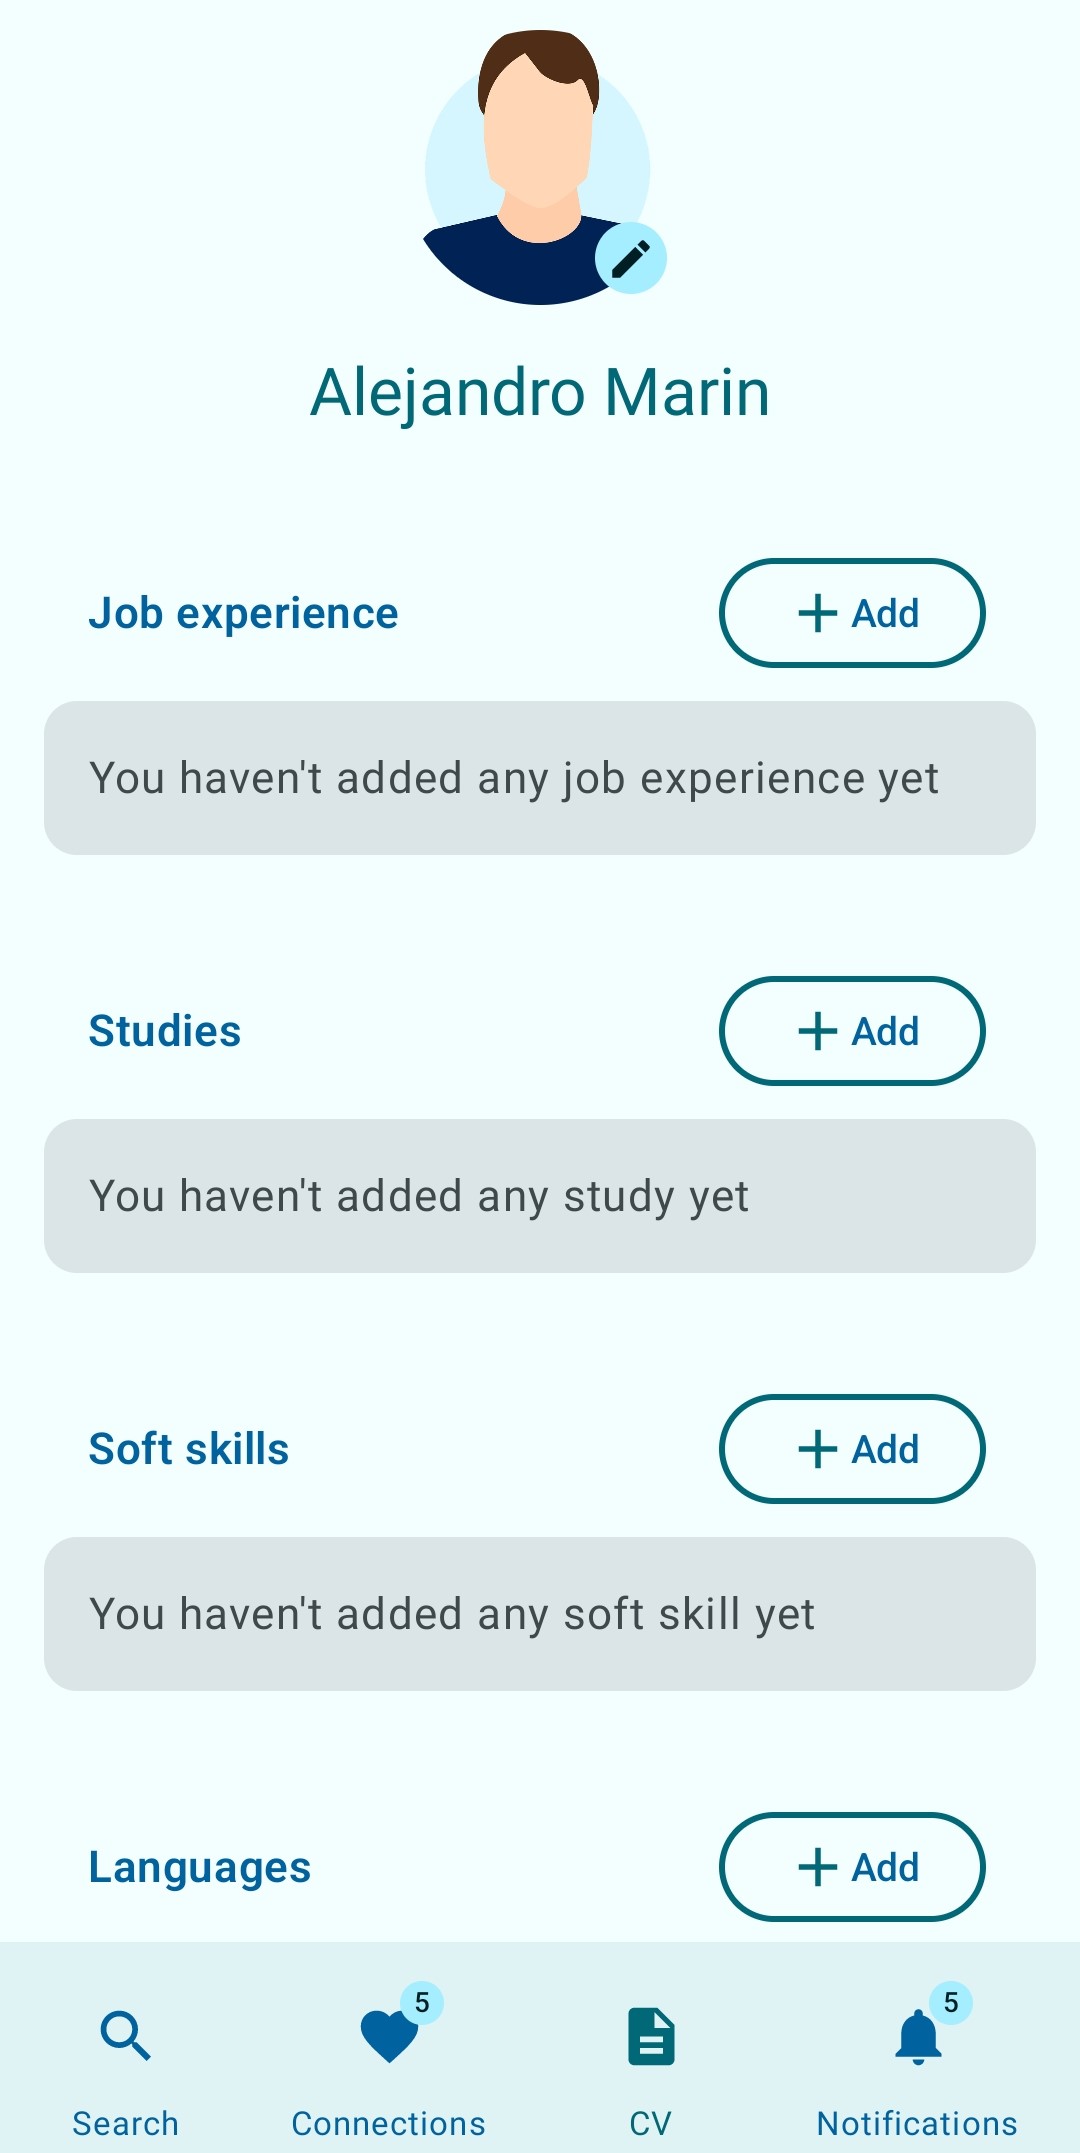 Alejandro Marin
Job experience
Add
You haven't added any job experience yet
Studies
Add
You haven't added any study yet
Soft skills
Add
You haven't added any soft skill yet
Languages
Add
5
5
Search
Connections
CV
Notifications